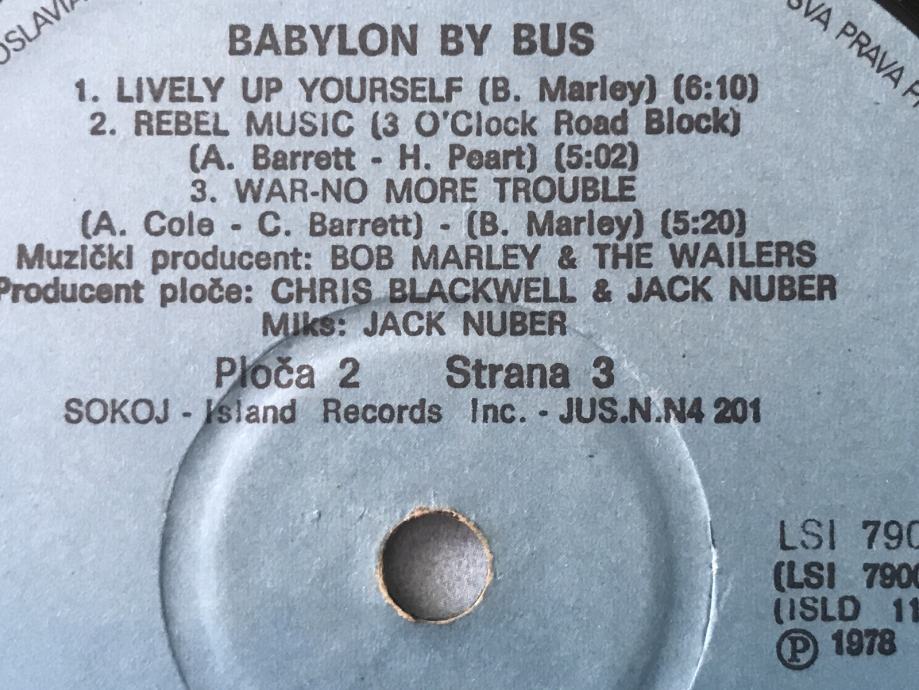 OSLAVIA
SVA PRAVA P
BABYLON BY BUS
1. LIVELY UP YOURSELF (B. Marley) (6:10)
2. REBEL MUSIC (3 O'Clock Road Block)
(A. Barrett - H. Peart) (5:02)
3. WAR-NO MORE TROUBLE
(A. Cole - C. Barrett) - (B. Marley) (5:20)
Muzički producent: BOB MARLEY & THE WAILERS
Producent ploče: CHRIS BLACKWELL & JACK NUBER
Miks: JACK NUBER
Ploča 2 Strana 3
SOKOJ - Island Records Inc. - JUS.N.N4 201
LSI 790
(LSI 790
(ISLD 11
Ⓟ 1978